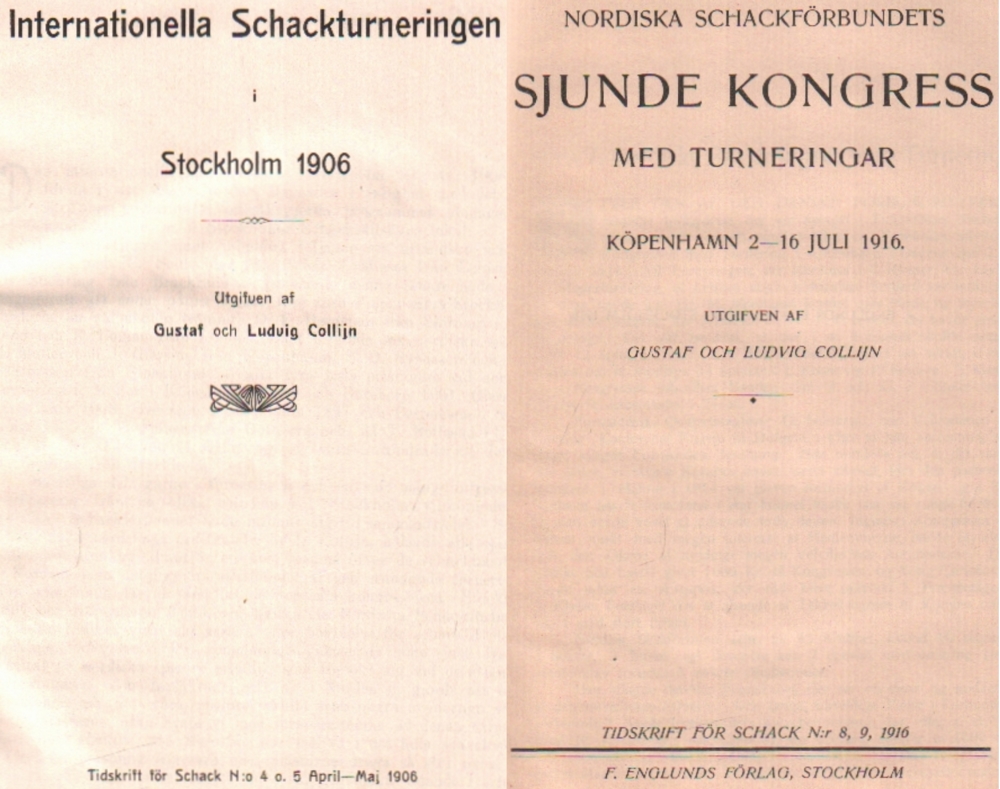 Internationella Schackturneringen
i
Stockholm 1906
Utgifven af
Gustaf och Ludvig Collijn
Tidskrift för Schack N:o 4 o. 5 April—Maj 1906
NORDISKA SCHACKFÖRBUNDETS
SJUNDE KONGRESS
MED TURNERINGAR
KÖPENHAMN 2—16 JULI 1916.
UTGIFVEN AF
GUSTAF OCH LUDVIG COLLIJN
TIDSKRIFT FÖR SCHACK N:r 8, 9, 1916
F. ENGLUNDS FÖRLAG, STOCKHOLM